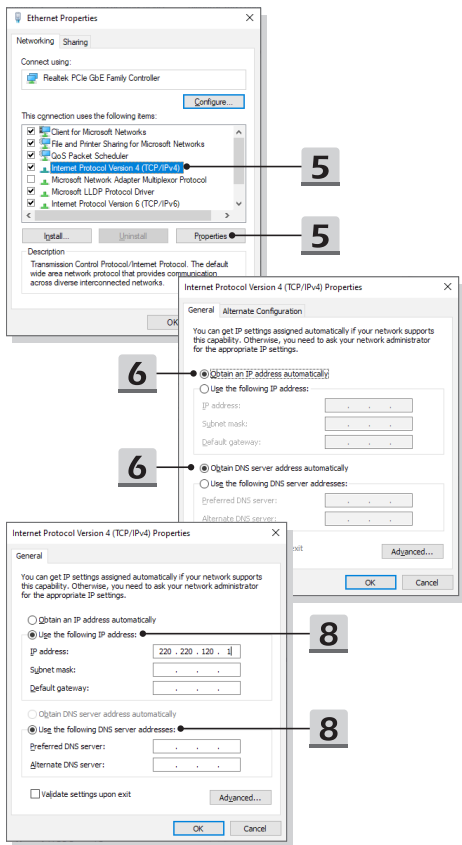 Ethernet Properties
Networking
Sharing
Connect using:
Realtek PCIe GbE Family Controller
Configure...
This connection uses the following items:
Client for Microsoft Networks
File and Printer Sharing for Microsoft Networks
QoS Packet Scheduler
Internet Protocol Version 4 (TCP/IPv4)
Microsoft Network Adapter Multiplexor Protocol
Microsoft LLDP Protocol Driver
Internet Protocol Version 6 (TCP/IPv6)
5
Install...
Uninstall
Properties
5
Description
Transmission Control Protocol/Internet Protocol. The default
wide area network protocol that provides communication
across diverse interconnected networks.
OK
Internet Protocol Version 4 (TCP/IPv4) Properties
General
Alternate Configuration
You can get IP settings assigned automatically if your network supports
this capability. Otherwise, you need to ask your network administrator
for the appropriate IP settings.
6
Obtain an IP address automatically
Use the following IP address:
IP address:
Subnet mask:
Default gateway:
6
Obtain DNS server address automatically
Use the following DNS server addresses:
Preferred DNS server:
Alternate DNS server:
exit
Advanced...
OK
Cancel
Internet Protocol Version 4 (TCP/IPv4) Properties
General
You can get IP settings assigned automatically if your network supports
this capability. Otherwise, you need to ask your network administrator
for the appropriate IP settings.
Obtain an IP address automatically
Use the following IP address:
8
IP address:
220 . 220 . 120 . 1
Subnet mask:
Default gateway:
Obtain DNS server address automatically
Use the following DNS server addresses:
8
Preferred DNS server:
Alternate DNS server:
Validate settings upon exit
Advanced...
OK
Cancel